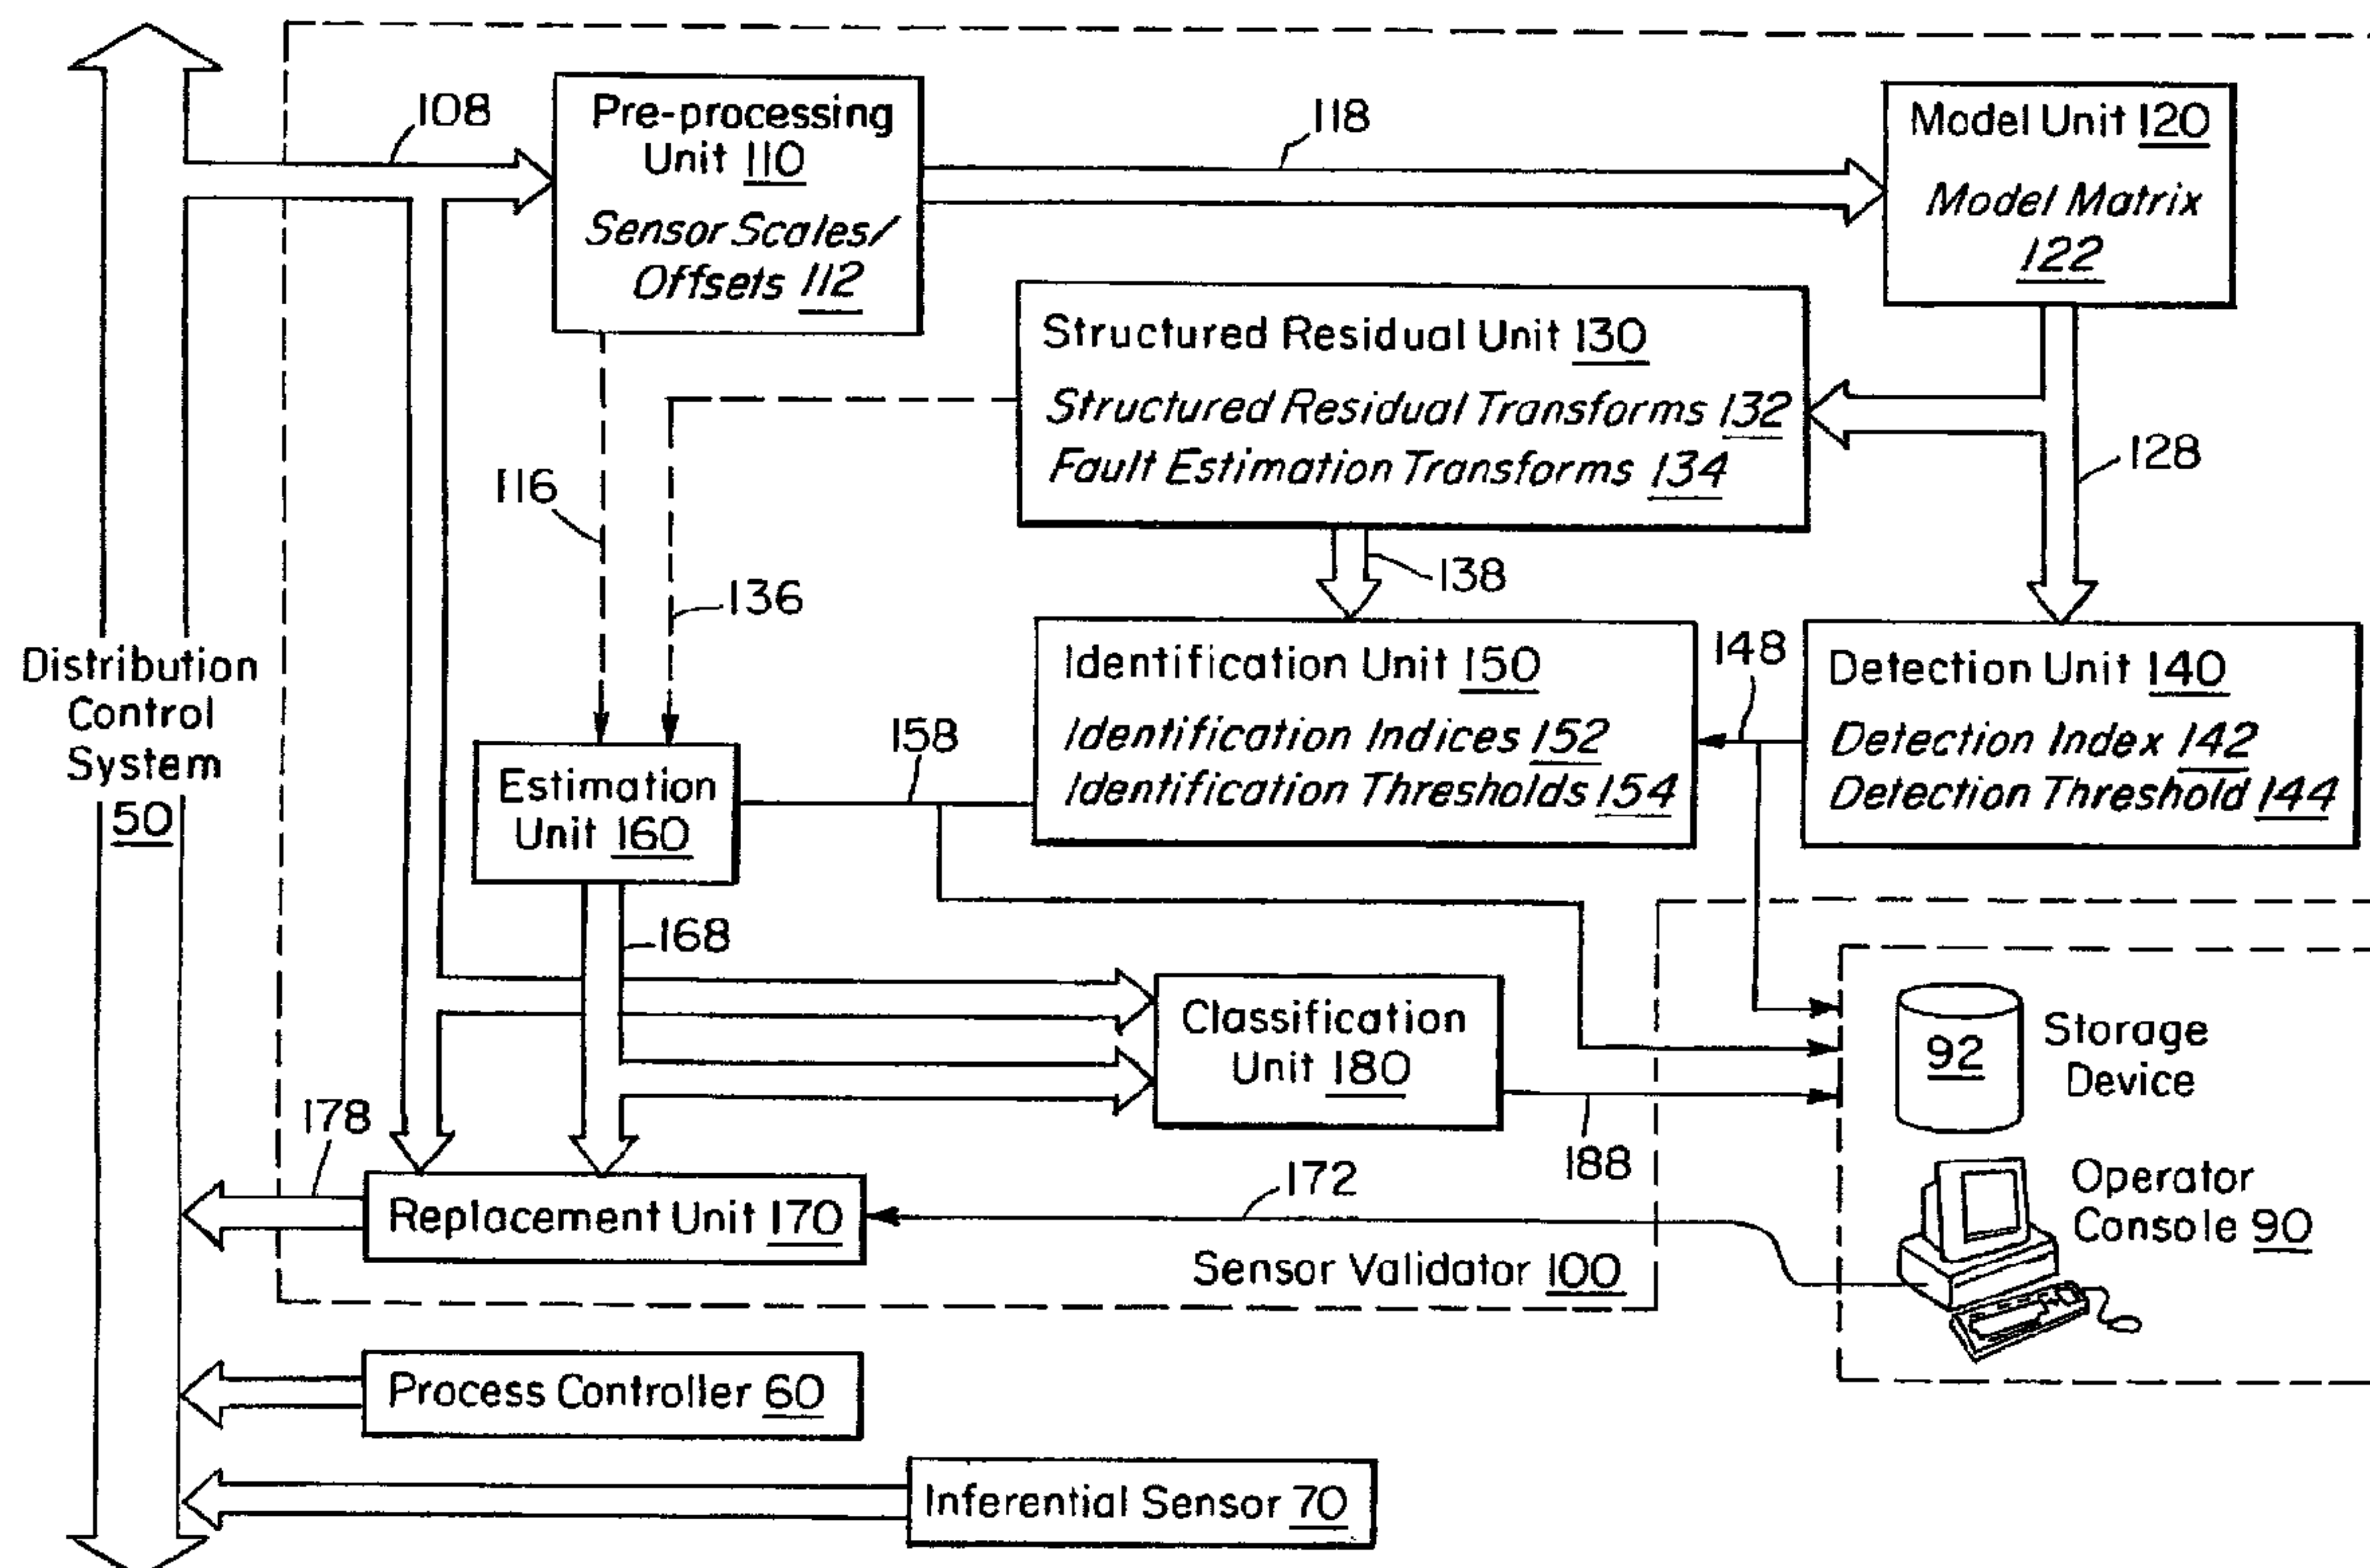 108
Pre-processing
Unit 110
Sensor Scales/
Offsets 112
118
Model Unit 120
Model Matrix
122
Structured Residual Unit 130
Structured Residual Transforms 132
Fault Estimation Transforms 134
128
116
136
138
Distribution
Control
System
50
Identification Unit 150
Identification Indices 152
Identification Thresholds 154
148
Detection Unit 140
Detection Index 142
Detection Threshold 144
158
Estimation
Unit 160
168
Classification
Unit 180
92
Storage
Device
178
188
172
Replacement Unit 170
Operator
Console 90
Sensor Validator 100
Process Controller 60
Inferential Sensor 70